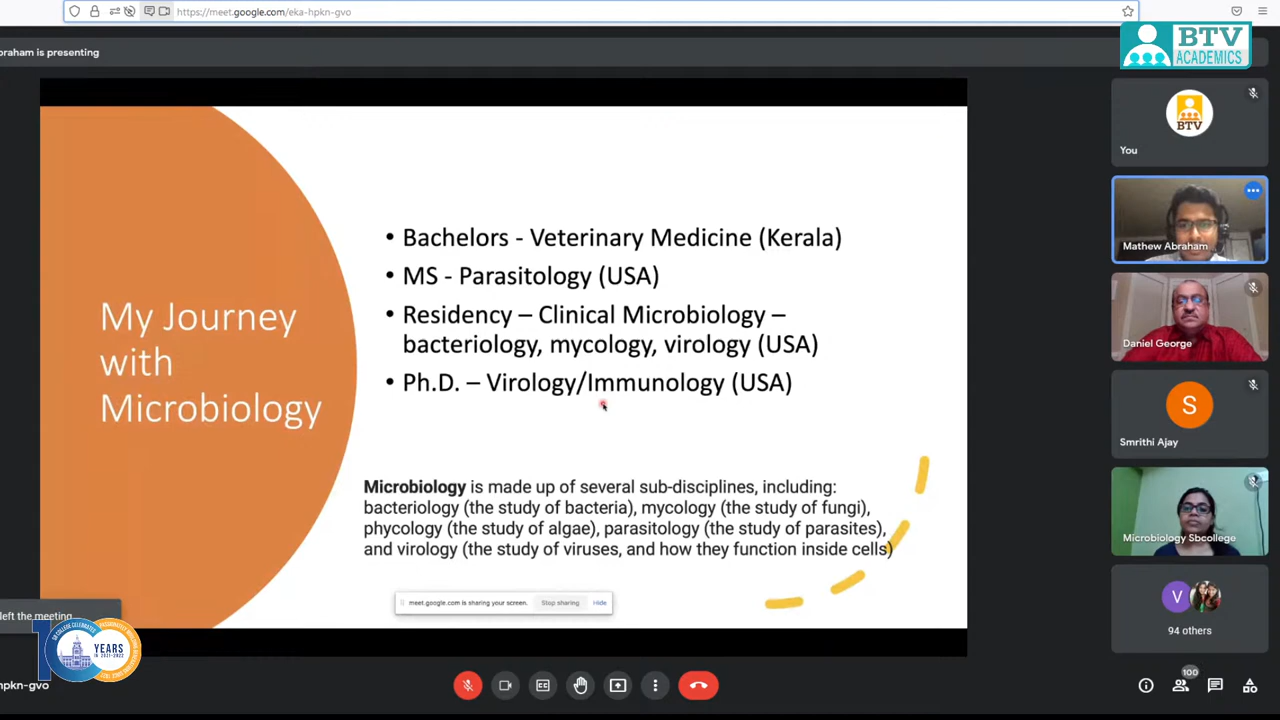 https://meet.google.com/eka-hpkn-gvo
BTV
ACADEMICS
braham is presenting
BTV
You
Mathew Abraham
Daniel George
S
Smrithi Ajay
Microbiology Sbcollege
V
94 others
My Journey
with
Microbiology
• Bachelors - Veterinary Medicine (Kerala)
• MS - Parasitology (USA)
• Residency – Clinical Microbiology –
bacteriology, mycology, virology (USA)
• Ph.D. – Virology/Immunology (USA)
Microbiology is made up of several sub-disciplines, including:
bacteriology (the study of bacteria), mycology (the study of fungi),
phycology (the study of algae), parasitology (the study of parasites),
and virology (the study of viruses, and how they function inside cells)
meet.google.com is sharing your screen. Stop sharing Hide
left the meeting
YEARS
IN 2021-2022
hpkn-gvo
100